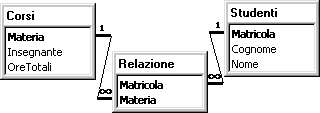 Corsi
Materia
Insegnante
OreTotali
1
∞
Relazione
Matricola
Materia
1
∞
Studenti
Matricola
Cognome
Nome